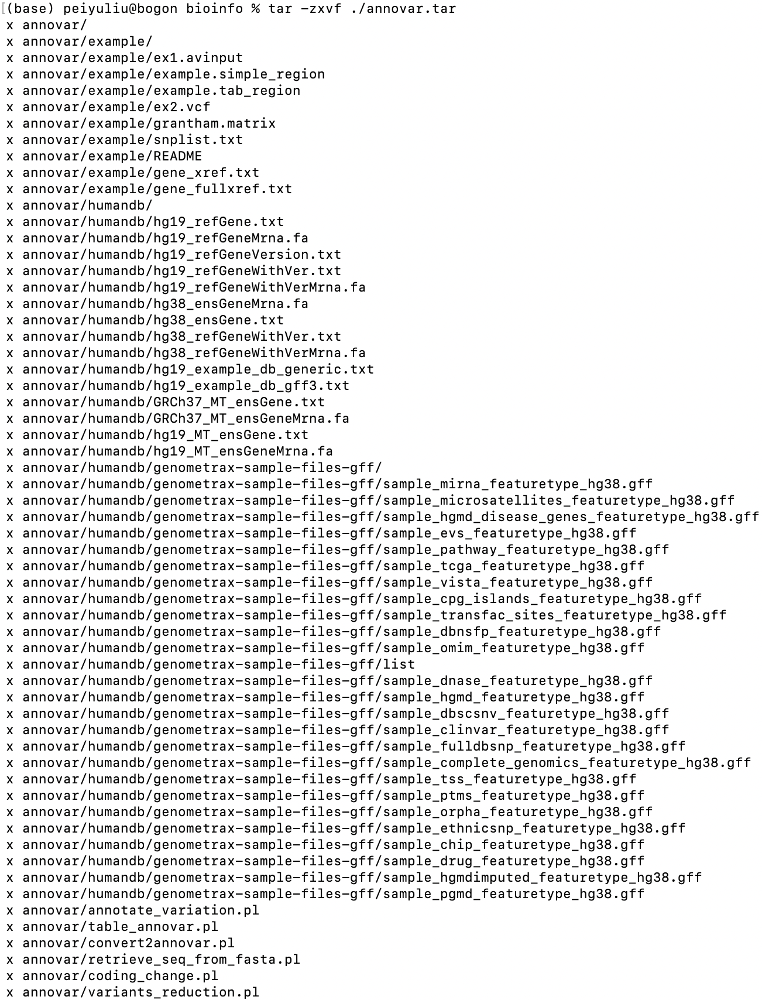 [(base) peiyuliu@bogon bioinfo % tar -zxvf ./annovar.tar
x annovar/
x annovar/example/
x annovar/example/ex1.avinput
x annovar/example/example.simple_region
x annovar/example/example.tab_region
x annovar/example/ex2.vcf
x annovar/example/grantham.matrix
x annovar/example/snplist.txt
x annovar/example/README
x annovar/example/gene_xref.txt
x annovar/example/gene_fullxref.txt
x annovar/humandb/
x annovar/humandb/hg19_refGene.txt
x annovar/humandb/hg19_refGeneMrna.fa
x annovar/humandb/hg19_refGeneVersion.txt
x annovar/humandb/hg19_refGeneWithVer.txt
x annovar/humandb/hg19_refGeneWithVerMrna.fa
x annovar/humandb/hg38_ensGeneMrna.fa
x annovar/humandb/hg38_ensGene.txt
x annovar/humandb/hg38_refGeneWithVer.txt
x annovar/humandb/hg38_refGeneWithVerMrna.fa
x annovar/humandb/hg19_example_db_generic.txt
x annovar/humandb/hg19_example_db_gff3.txt
x annovar/humandb/GRCh37_MT_ensGene.txt
x annovar/humandb/GRCh37_MT_ensGeneMrna.fa
x annovar/humandb/hg19_MT_ensGene.txt
x annovar/humandb/hg19_MT_ensGeneMrna.fa
x annovar/humandb/genometrax-sample-files-gff/
x annovar/humandb/genometrax-sample-files-gff/sample_mirna_featuretype_hg38.gff
x annovar/humandb/genometrax-sample-files-gff/sample_microsatellites_featuretype_hg38.gff
x annovar/humandb/genometrax-sample-files-gff/sample_hgmd_disease_genes_featuretype_hg38.gff
x annovar/humandb/genometrax-sample-files-gff/sample_evs_featuretype_hg38.gff
x annovar/humandb/genometrax-sample-files-gff/sample_pathway_featuretype_hg38.gff
x annovar/humandb/genometrax-sample-files-gff/sample_tcga_featuretype_hg38.gff
x annovar/humandb/genometrax-sample-files-gff/sample_vista_featuretype_hg38.gff
x annovar/humandb/genometrax-sample-files-gff/sample_cpg_islands_featuretype_hg38.gff
x annovar/humandb/genometrax-sample-files-gff/sample_transfac_sites_featuretype_hg38.gff
x annovar/humandb/genometrax-sample-files-gff/sample_dbnsfp_featuretype_hg38.gff
x annovar/humandb/genometrax-sample-files-gff/sample_omim_featuretype_hg38.gff
x annovar/humandb/genometrax-sample-files-gff/list
x annovar/humandb/genometrax-sample-files-gff/sample_dnase_featuretype_hg38.gff
x annovar/humandb/genometrax-sample-files-gff/sample_hgmd_featuretype_hg38.gff
x annovar/humandb/genometrax-sample-files-gff/sample_dbscsnv_featuretype_hg38.gff
x annovar/humandb/genometrax-sample-files-gff/sample_clinvar_featuretype_hg38.gff
x annovar/humandb/genometrax-sample-files-gff/sample_fulldbsnp_featuretype_hg38.gff
x annovar/humandb/genometrax-sample-files-gff/sample_complete_genomics_featuretype_hg38.gff
x annovar/humandb/genometrax-sample-files-gff/sample_tss_featuretype_hg38.gff
x annovar/humandb/genometrax-sample-files-gff/sample_ptms_featuretype_hg38.gff
x annovar/humandb/genometrax-sample-files-gff/sample_orpha_featuretype_hg38.gff
x annovar/humandb/genometrax-sample-files-gff/sample_ethnicsnp_featuretype_hg38.gff
x annovar/humandb/genometrax-sample-files-gff/sample_chip_featuretype_hg38.gff
x annovar/humandb/genometrax-sample-files-gff/sample_drug_featuretype_hg38.gff
x annovar/humandb/genometrax-sample-files-gff/sample_hgmdimputed_featuretype_hg38.gff
x annovar/humandb/genometrax-sample-files-gff/sample_pgmd_featuretype_hg38.gff
x annovar/annotate_variation.pl
x annovar/table_annovar.pl
x annovar/convert2annovar.pl
x annovar/retrieve_seq_from_fasta.pl
x annovar/coding_change.pl
x annovar/variants_reduction.pl